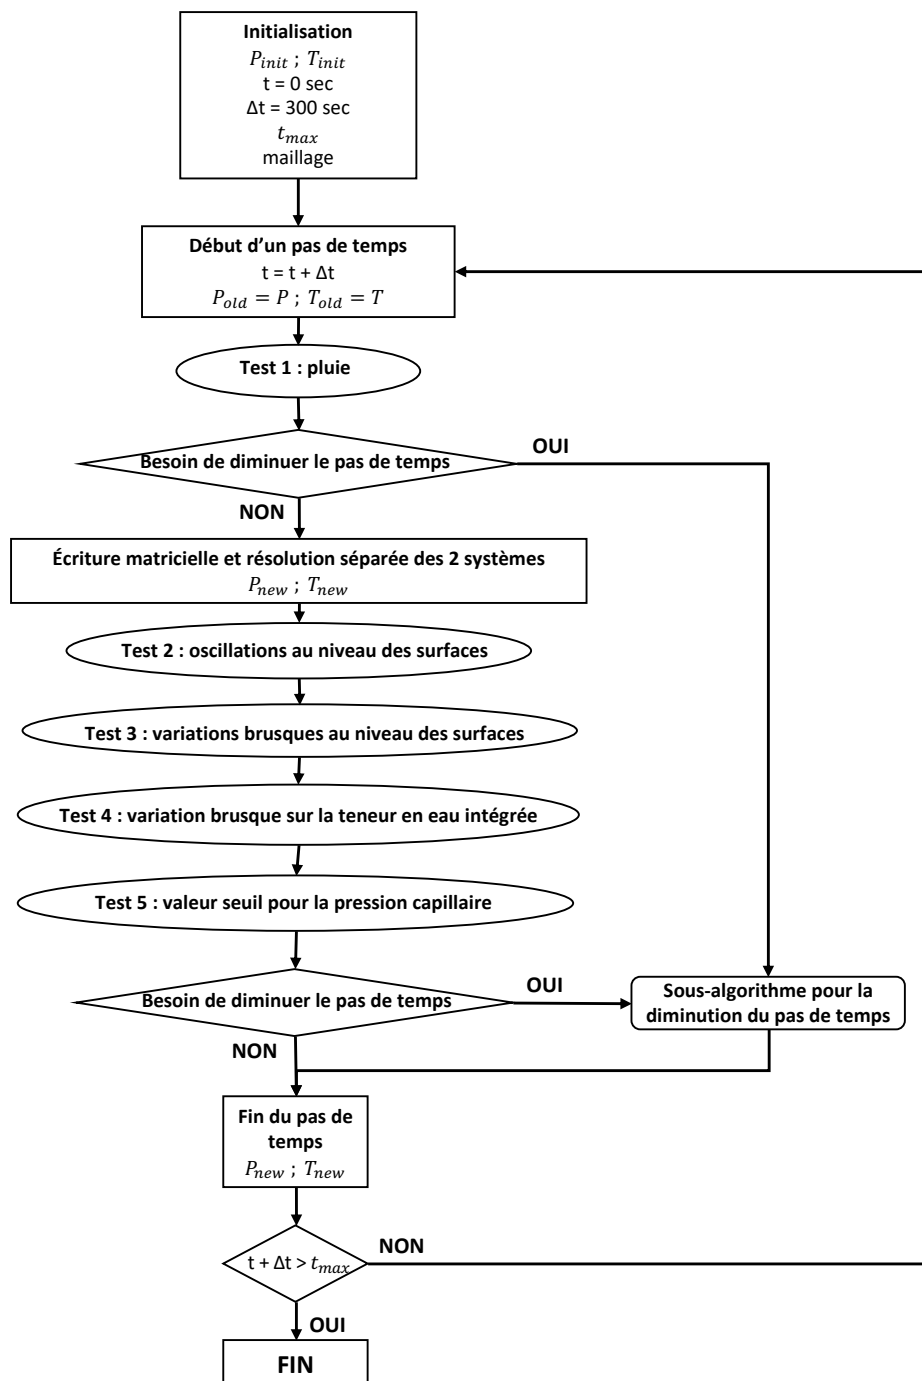 Initialisation
P_init ; T_init
t = 0 sec
Δt = 300 sec
t_max
maillage
Début d’un pas de temps
t = t + Δt
P_old = P ; T_old = T
Test 1 : pluie
Besoin de diminuer le pas de temps
OUI
NON
Écriture matricielle et résolution séparée des 2 systèmes
P_new ; T_new
Test 2 : oscillations au niveau des surfaces
Test 3 : variations brusques au niveau des surfaces
Test 4 : variation brusque sur la teneur en eau intégrée
Test 5 : valeur seuil pour la pression capillaire
Besoin de diminuer le pas de temps
OUI
Sous-algorithme pour la
diminution du pas de temps
NON
Fin du pas de
temps
P_new ; T_new
t + Δt > t_max
NON
OUI
FIN